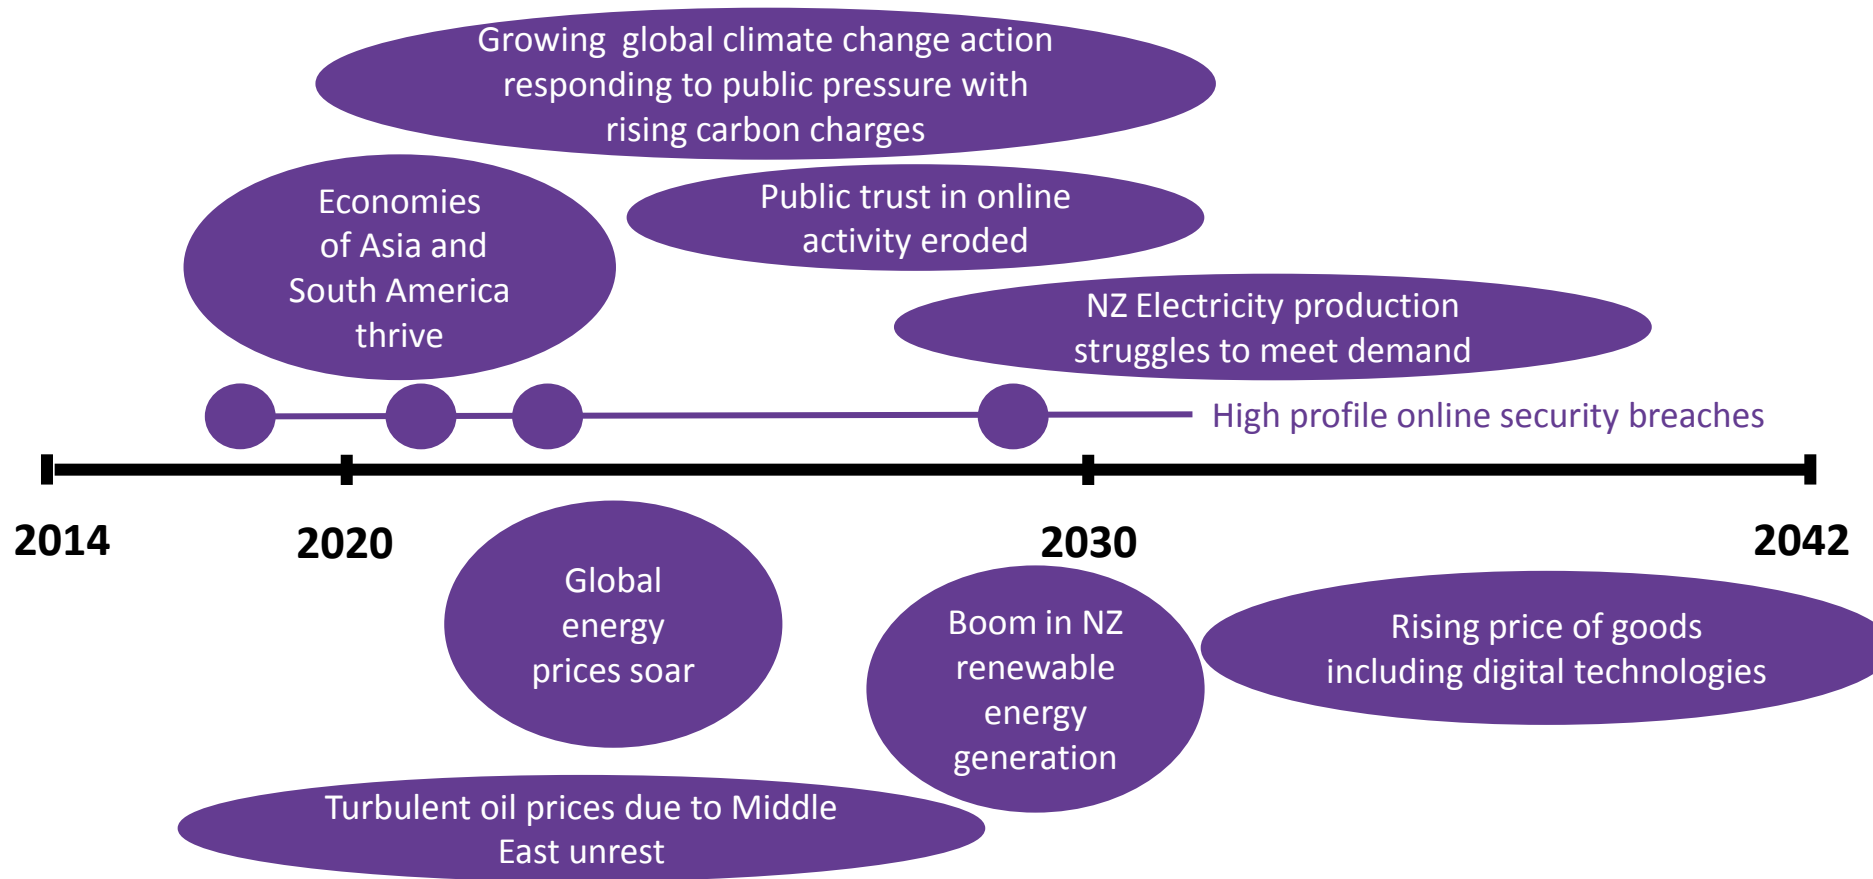 Growing global climate change action
responding to public pressure with
rising carbon charges
Economies
of Asia and
South America
thrive
Public trust in online
activity eroded
NZ Electricity production
struggles to meet demand
High profile online security breaches
2014
2020
2030
2042
Global
energy
prices soar
Boom in NZ
renewable
energy
generation
Rising price of goods
including digital technologies
Turbulent oil prices due to Middle
East unrest